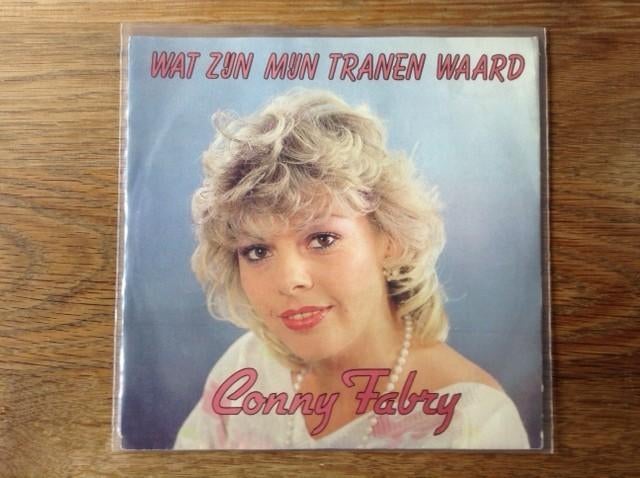 WAT ZIJN MIJN TRANEN WAARD
Conny Fabry